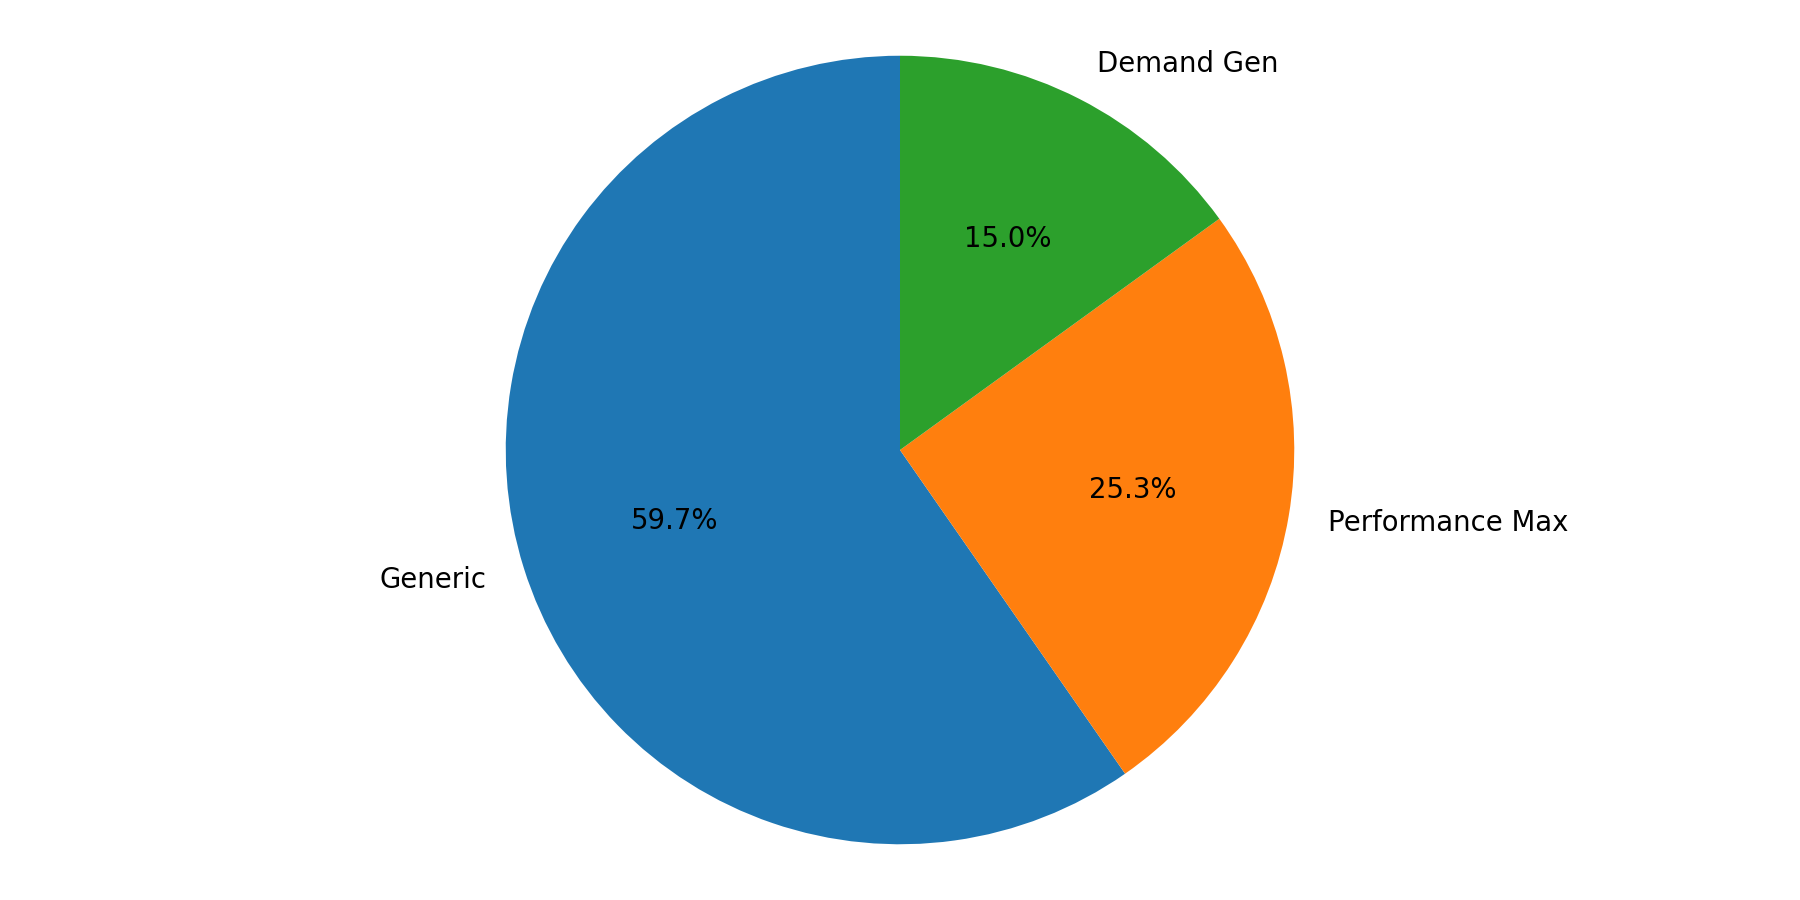 Demand Gen
15.0%
25.3%
59.7%
Performance Max
Generic